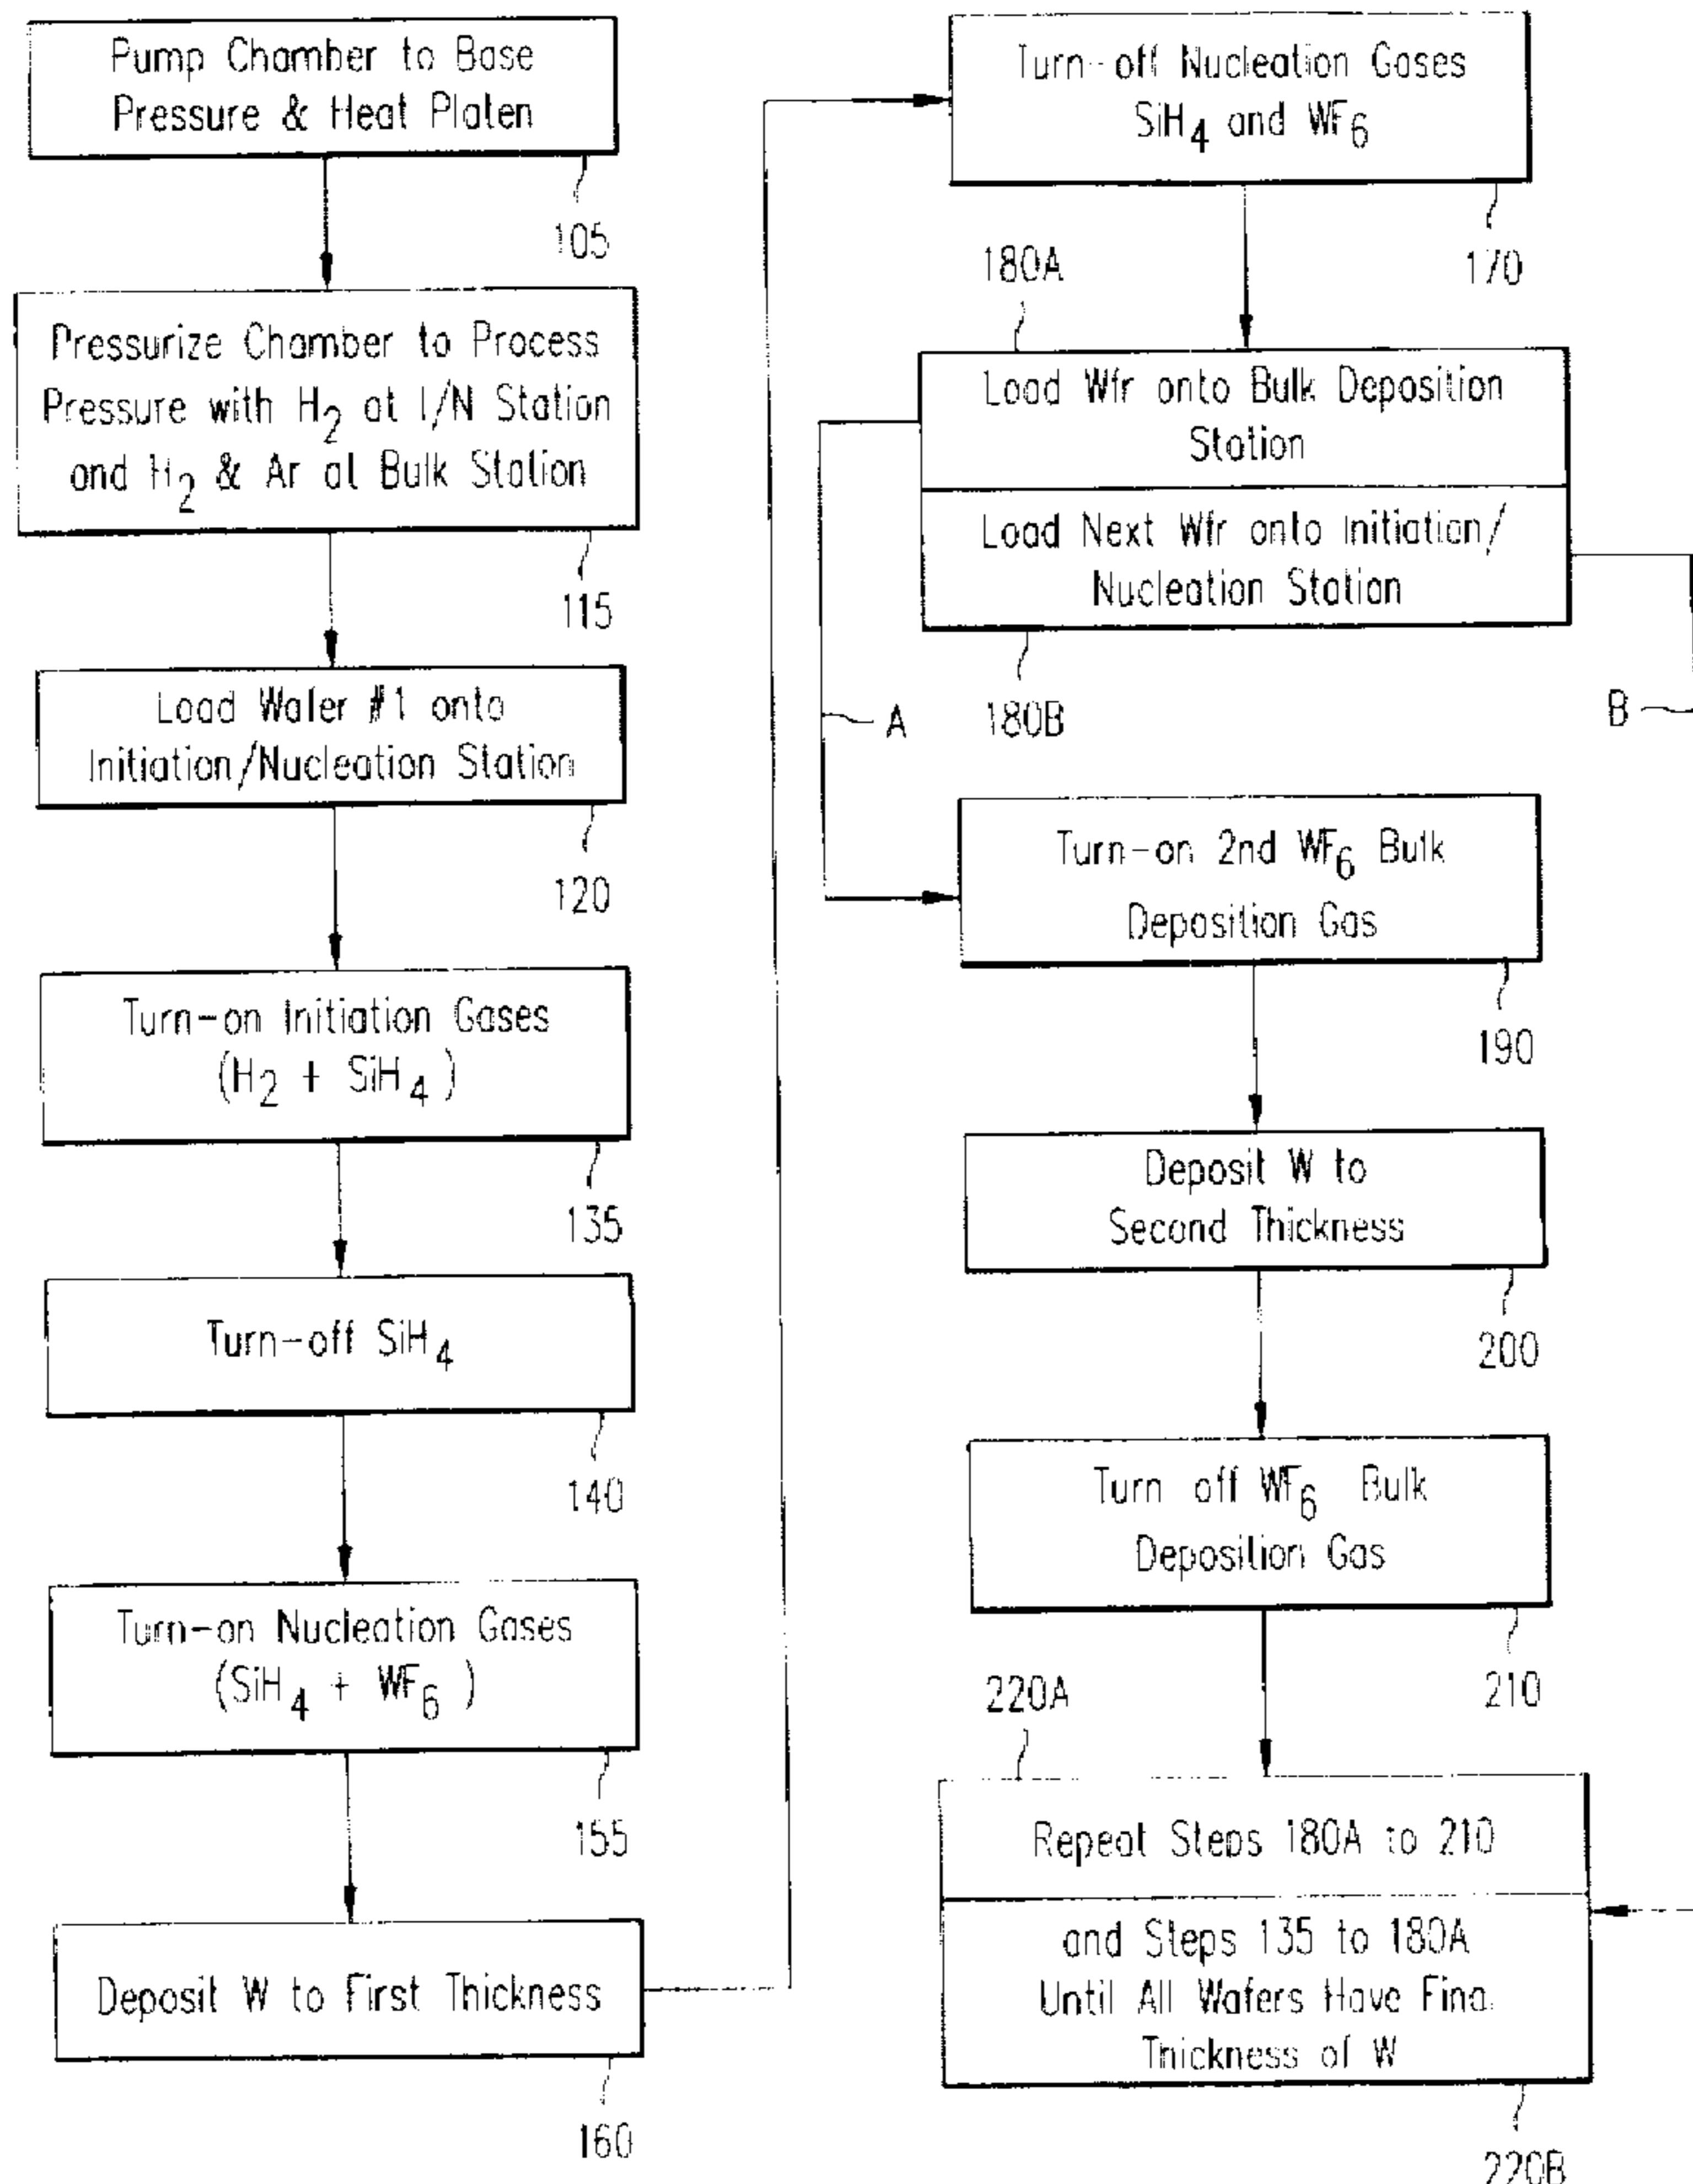 Pump Chamber to Base
Pressure & Heat Platen
105
Pressurize Chamber to Process
Pressure with H2 at I/N Station
and H2 & Ar at Bulk Station
115
Load Wafer #1 onto
Initiation/Nucleation Station
120
Turn-on Initiation Gases
(H2 + SiH4)
135
Turn-off SiH4
140
Turn-on Nucleation Gases
(SiH4 + WF6)
155
Deposit W to First Thickness
160
Turn-off Nucleation Gases
SiH4 and WF6
170
180A
Load Wfr onto Bulk Deposition
Station
Load Next Wfr onto Initiation/
Nucleation Station
180B
A
B
Turn-on 2nd WF6 Bulk
Deposition Gas
190
Deposit W to
Second Thickness
200
Turn off WF6 Bulk
Deposition Gas
210
220A
Repeat Steps 180A to 210
and Steps 135 to 180A
Until All Wafers Have Final
Thickness of W
220B